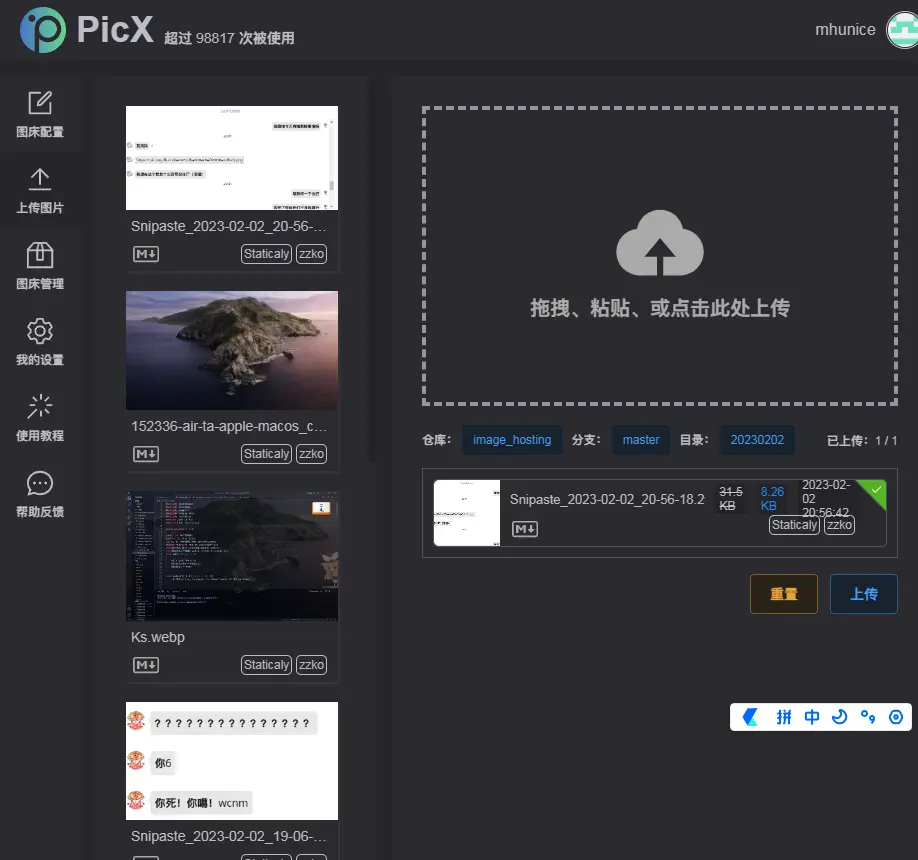 PicX 超过 98817 次被使用
mhunice
图床配置
上传图片
图床管理
我的设置
使用教程
帮助反馈
Snipaste_2023-02-02_20-56-...
M↓ Staticaly zzko
152336-air-ta-apple-macos_c...
M↓ Staticaly zzko
Ks.webp
M↓ Staticaly zzko
？？？？？？？？？？？？？？？
你6
你死！你噶！wcnm
Snipaste_2023-02-02_19-06-...
Staticaly zzko
拖拽、粘贴、或点击此处上传
仓库： image_hosting 分支： master 目录： 20230202 已上传：1 / 1
Snipaste_2023-02-02_20-56-18.2
31.5 KB
8.26 KB
2023-02-
02
20:56:42
M↓ Staticaly zzko
重置 上传
拼 中